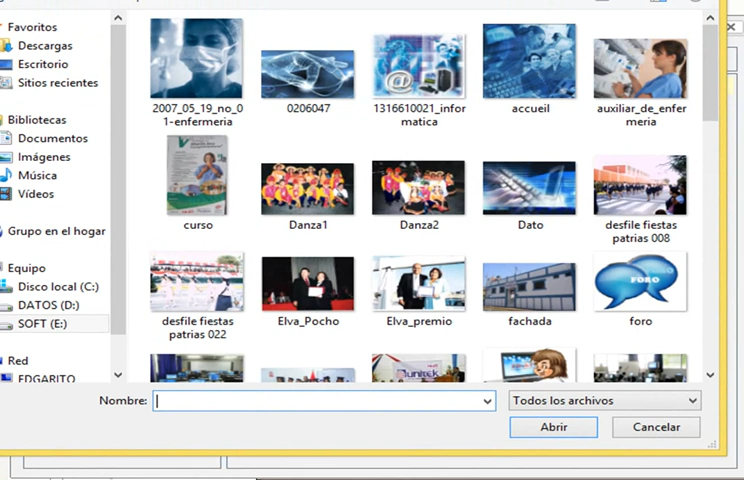 Favoritos
Descargas
Escritorio
Sitios recientes
Bibliotecas
Documentos
Imágenes
Música
Vídeos
Grupo en el hogar
Equipo
Disco local (C:)
DATOS (D:)
SOFT (E:)
Red
EDGARITO
2007_05_19_no_0
1-enfermeria
0206047
1316610021_infor
matica
accueil
auxiliar_de_enfer
meria
curso
Danza1
Danza2
Dato
desfile fiestas
patrias 008
desfile fiestas
patrias 022
Elva_Pocho
Elva_premio
fachada
FORO
foro
unitek
Nombre:
Todos los archivos
Abrir
Cancelar